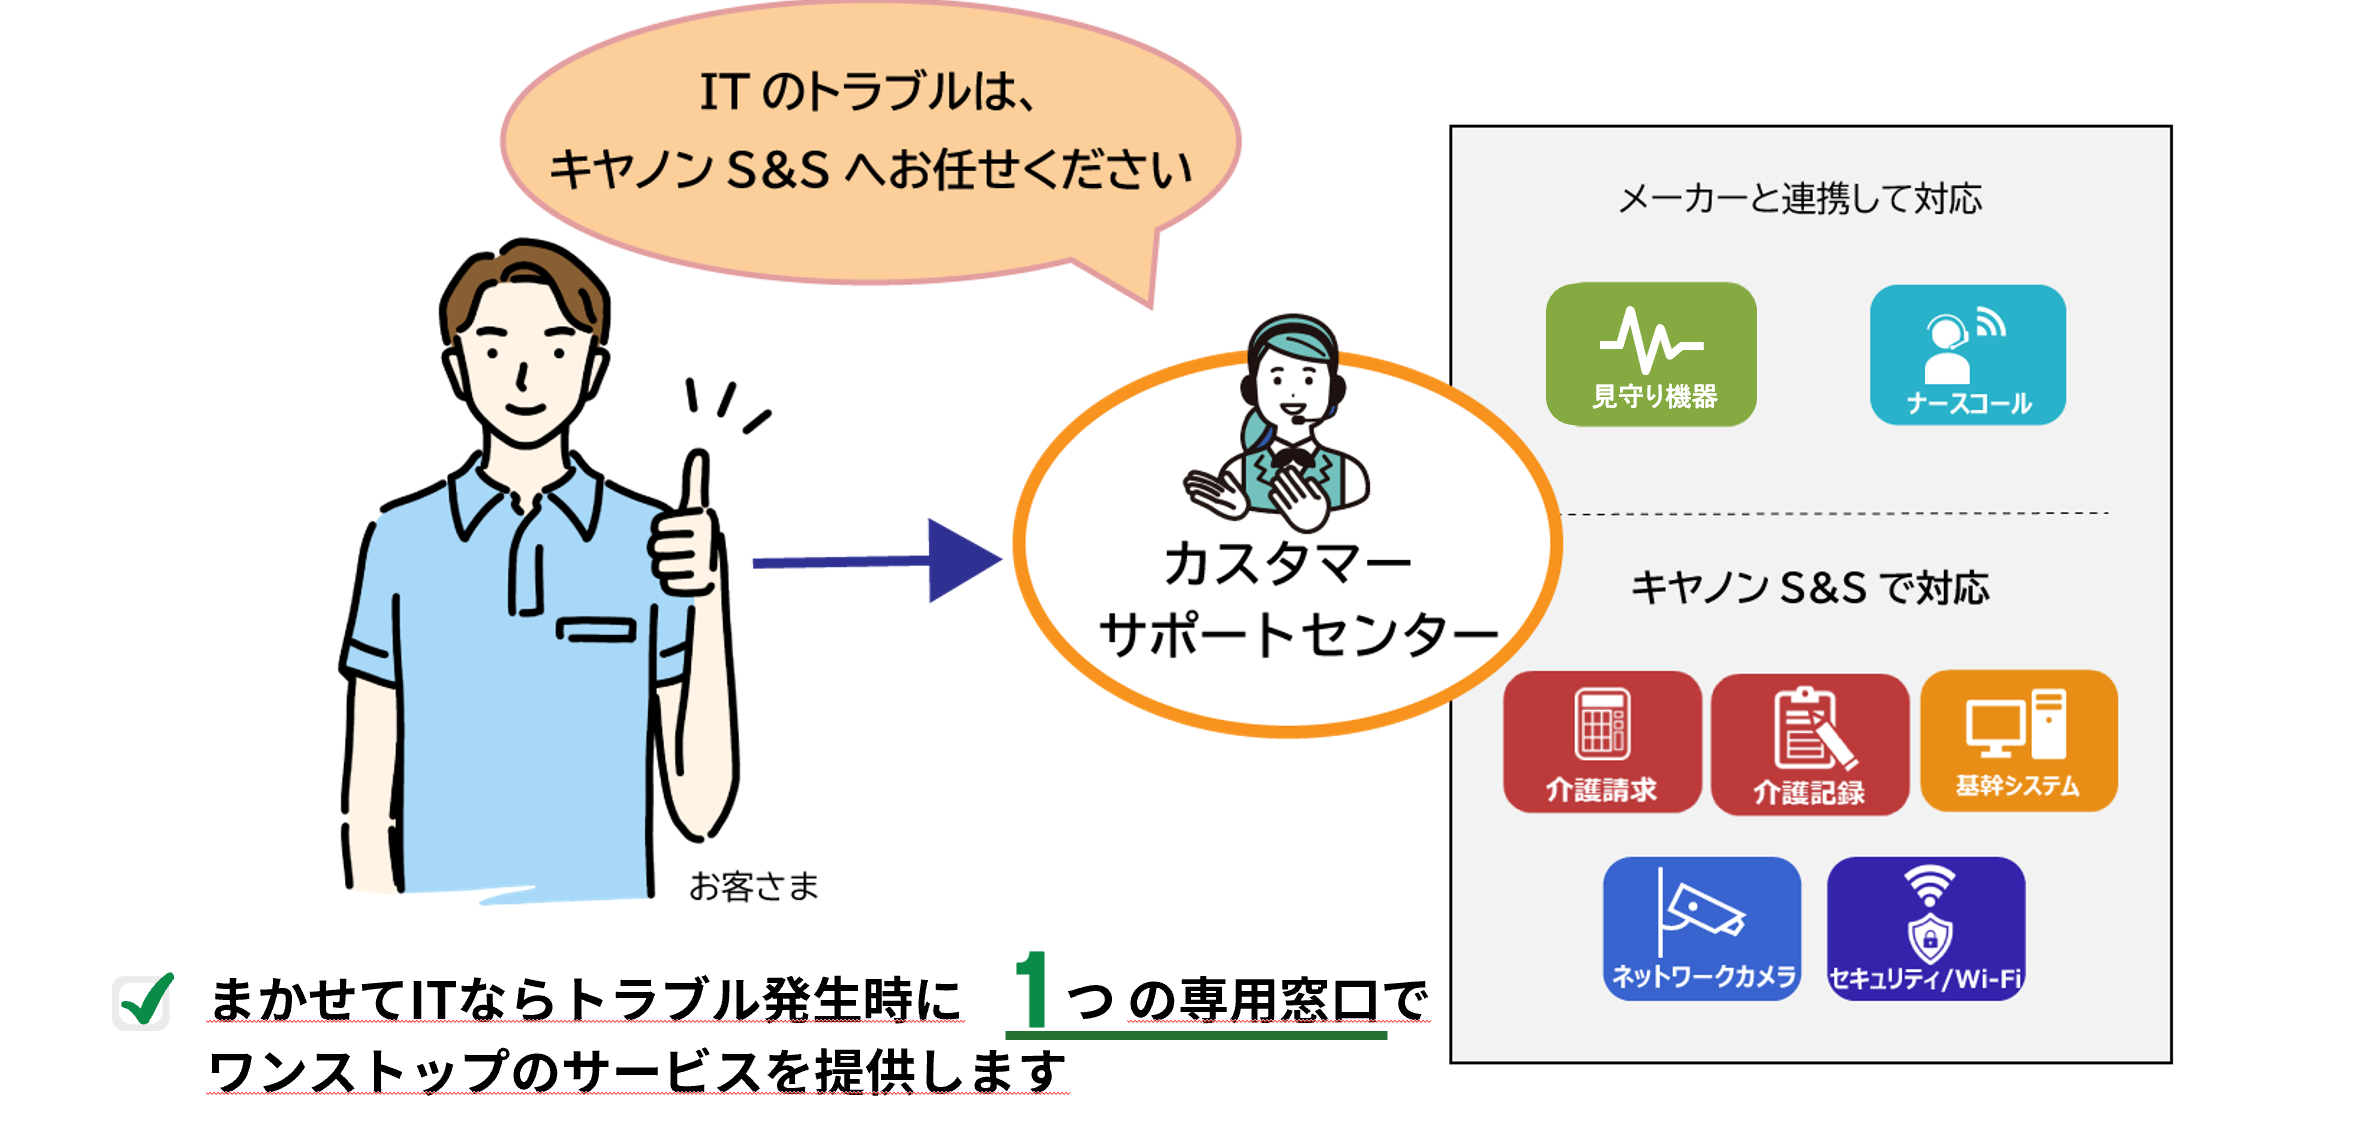 IT のトラブルは、
キヤノン S&S へお任せください
メーカーと連携して対応
見守り機器
ナースコール
カスタマー
サポートセンター
キヤノン S&S で対応
介護請求
介護記録
基幹システム
ネットワークカメラ
セキュリティ/Wi-Fi
お客さま
まかせてITならトラブル発生時に 1つ の専用窓口で
ワンストップのサービスを提供します